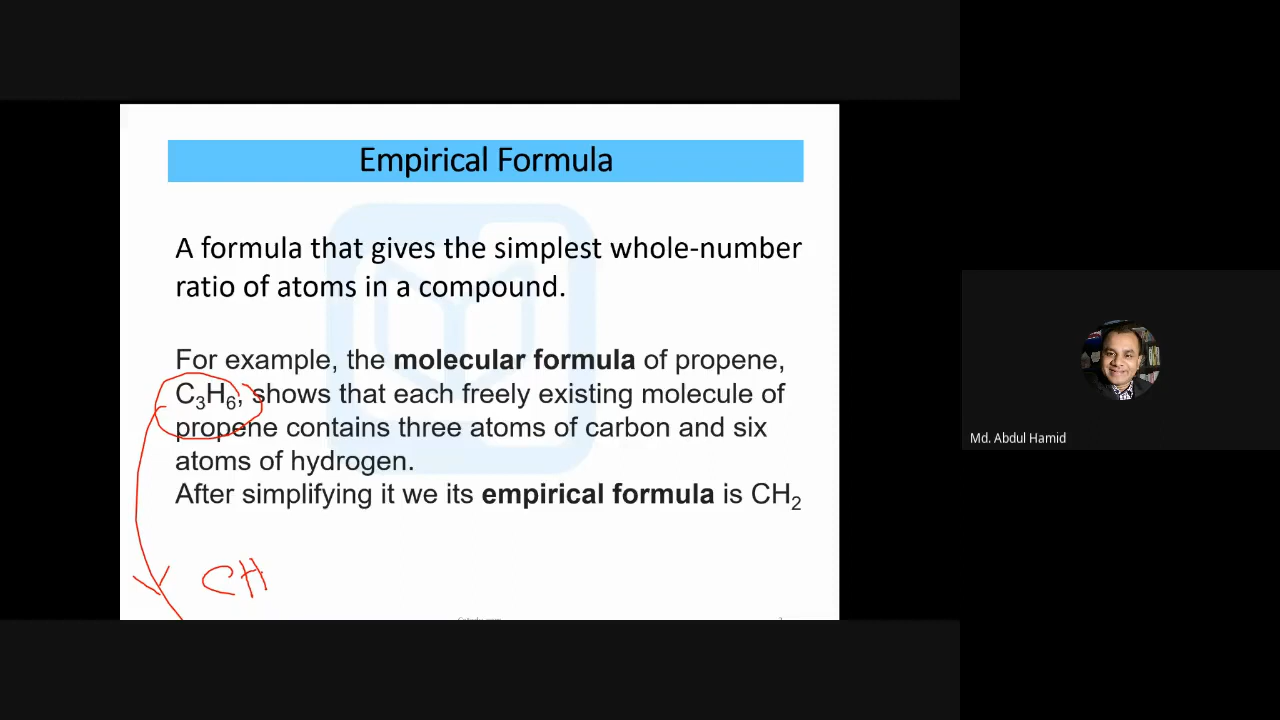 Empirical Formula
A formula that gives the simplest whole-number
ratio of atoms in a compound.
For example, the molecular formula of propene,
C₃H₆, shows that each freely existing molecule of
propene contains three atoms of carbon and six
atoms of hydrogen.
After simplifying it we its empirical formula is CH₂
CH
Md. Abdul Hamid